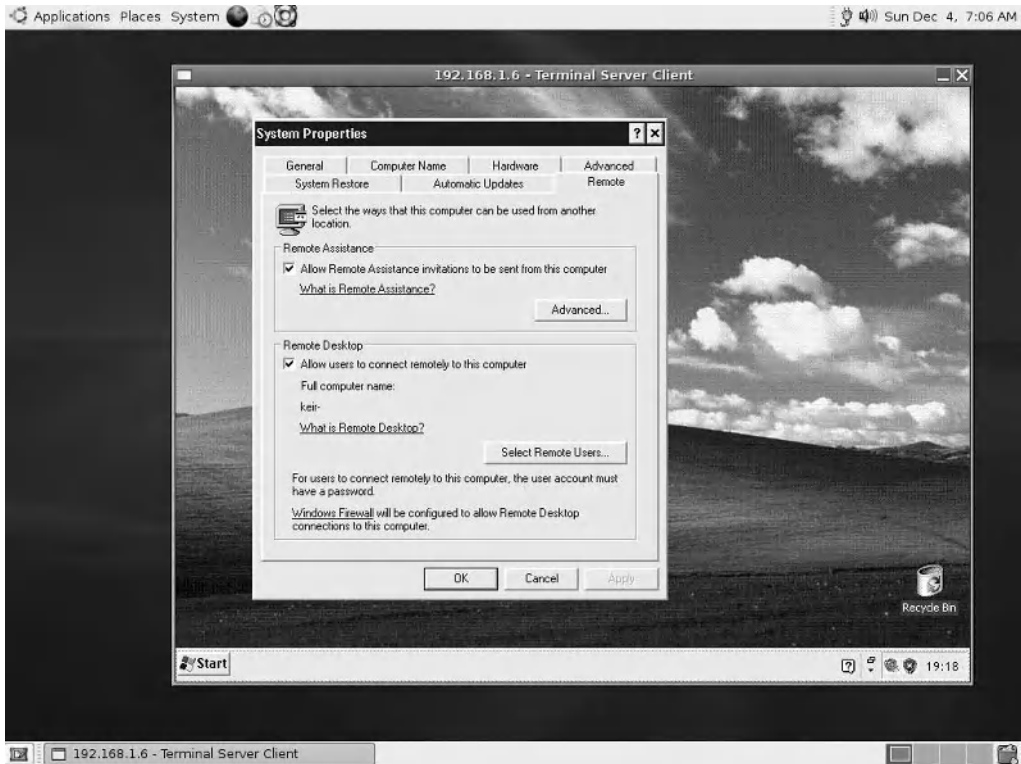 Applications Places System
Sun Dec 4, 7:06 AM
192.168.1.6 - Terminal Server Client
System Properties
General Computer Name Hardware Advanced
System Restore Automatic Updates Remote
Select the ways that this computer can be used from another
location.
Remote Assistance
Allow Remote Assistance invitations to be sent from this computer
What is Remote Assistance?
Advanced...
Remote Desktop
Allow users to connect remotely to this computer
Full computer name:
keir-
What is Remote Desktop?
Select Remote Users...
For users to connect remotely to this computer, the user account must
have a password.
Windows Firewall will be configured to allow Remote Desktop
connections to this computer.
OK Cancel Apply
Recycle Bin
Start
19:18
192.168.1.6 - Terminal Server Client